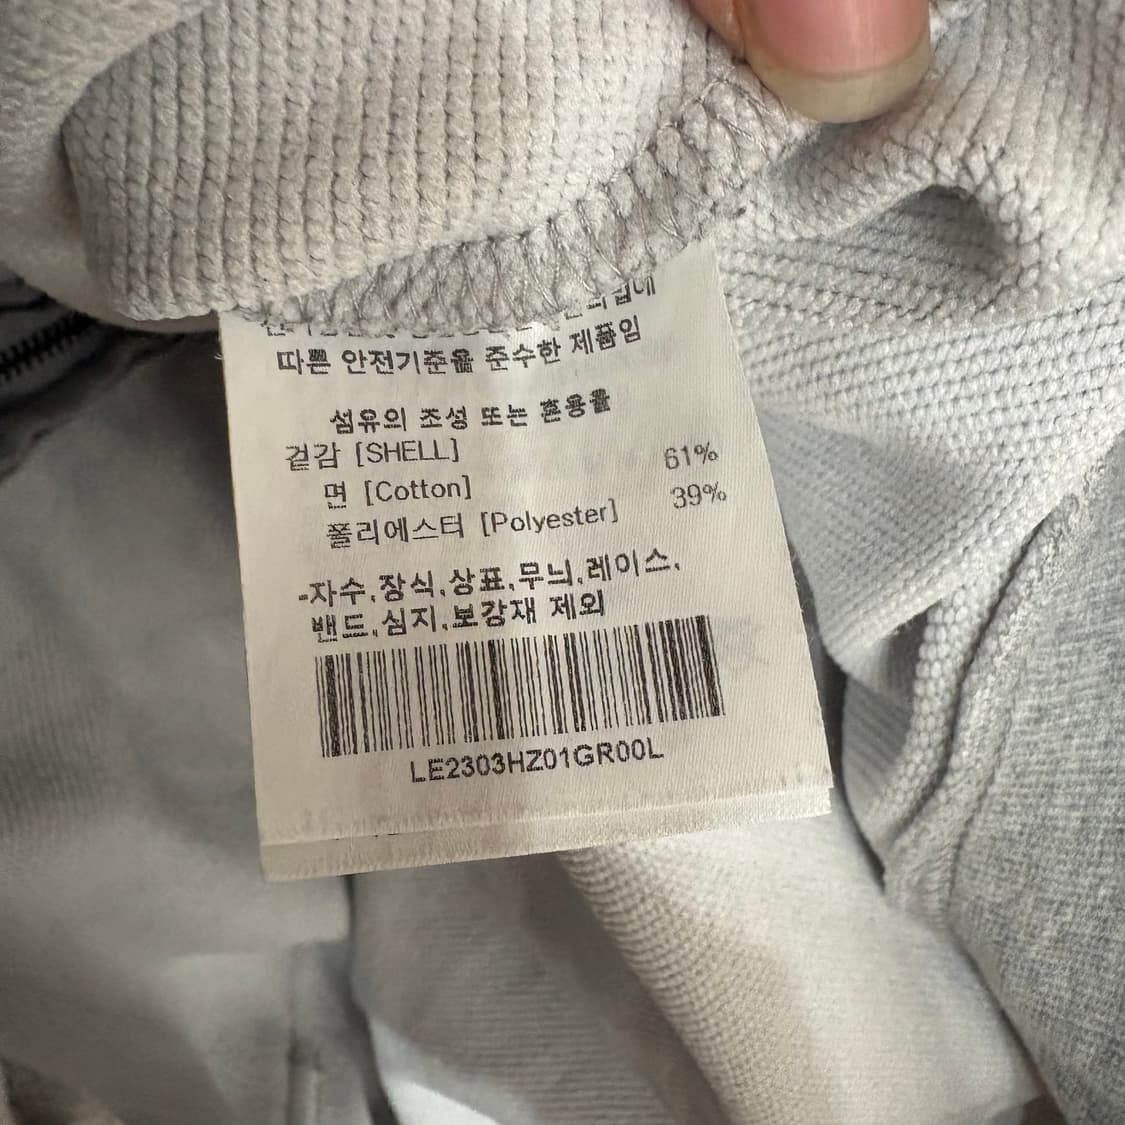 따른 안전기준을 준수한 제품임
섬유의 조성 또는 혼용율
겉감 [SHELL]
면 [Cotton] 61%
폴리에스터 [Polyester] 39%
-자수,장식,상표,무늬,레이스,
밴드,심지,보강재 제외
LE2303HZ01GR00L